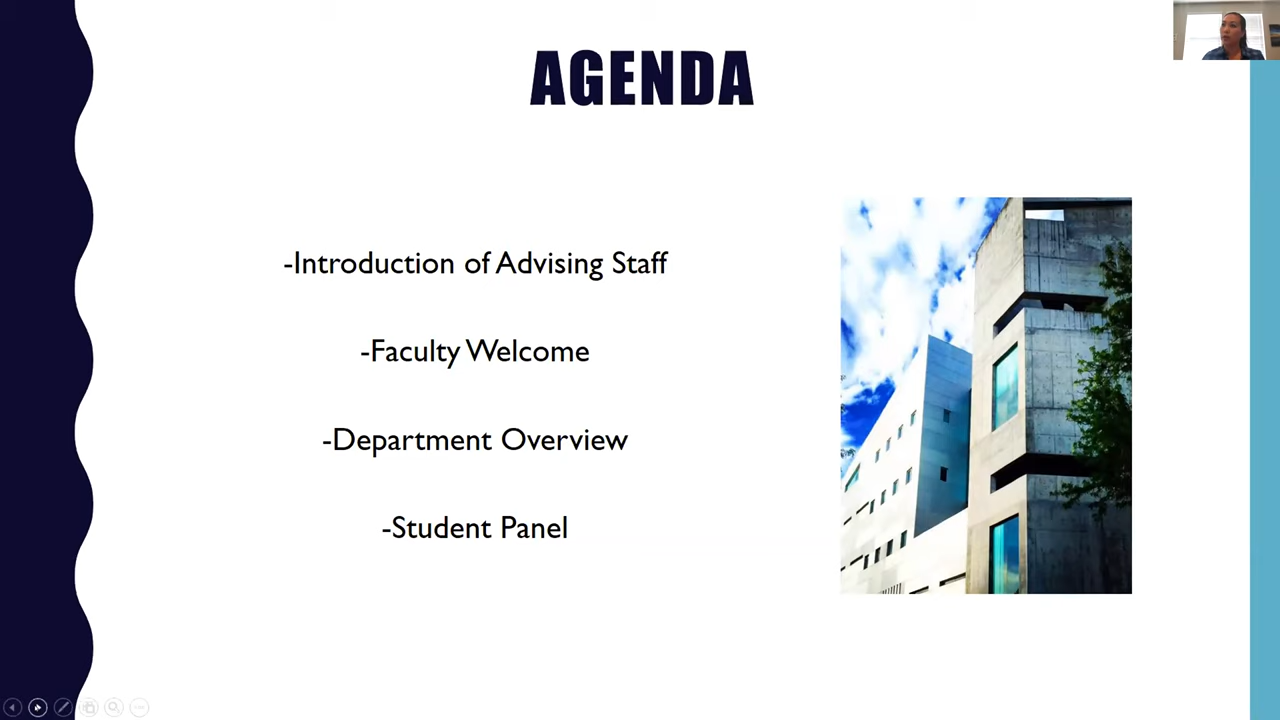 AGENDA
-Introduction of Advising Staff
-Faculty Welcome
-Department Overview
-Student Panel